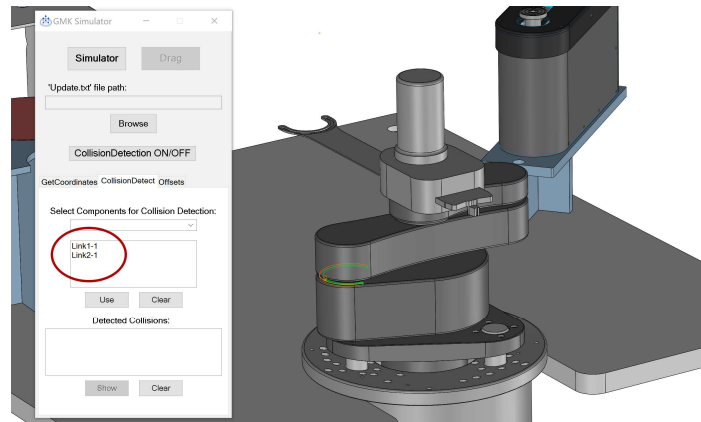 GMK Simulator
Simulator Drag
'Update.txt' file path:
Browse
CollisionDetection ON/OFF
GetCoordinates CollisionDetect Offsets
Select Components for Collision Detection:
Link1-1
Link2-1
Use Clear
Detected Collisions:
Show Clear